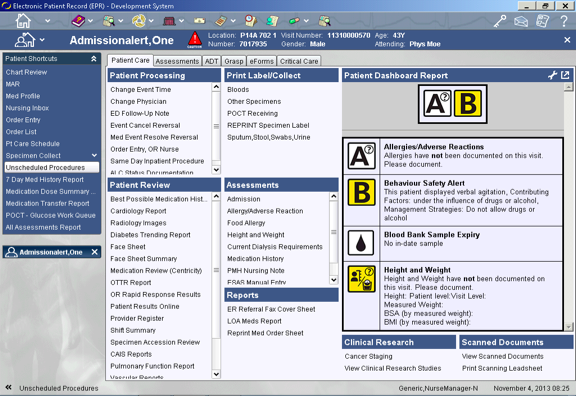 Electronic Patient Record (EPR) - Development System
Admissionalert,One
Location: P14A 702 1 Visit Number: 11310000570 Age: 43Y
Number: 7017935 Gender: Male Attending: Phys Moe
Patient Shortcuts
Chart Review
MAR
Med Profile
Nursing Inbox
Order Entry
Order List
Pt Care Schedule
Specimen Collect
Unscheduled Procedures
7 Day Med History Report
Medication Dose Summary ...
Medication Transfer Report
POCT - Glucose Work Queue
All Assessments Report
Admissionalert,One
Patient Care Assessments ADT Grasp eForms Critical Care
Patient Processing
Change Event Time
Change Physician
ED Follow-Up Note
Event Cancel Reversal
Med Event Resolve Reversal
Order Entry, OR Nurse
Same Day Inpatient Procedure
ALC Status Documentation
Print Label/Collect
Bloods
Other Specimens
POCT Receiving
REPRINT Specimen Label
Sputum,Stool,Swabs,Urine
Patient Review
Best Possible Medication Hist...
Cardiology Report
Radiology Images
Diabetes Trending Report
Face Sheet
Face Sheet Summary
Medication Review (Centricity)
OTTR Report
OR Rapid Response Results
Patient Results Online
Provider Register
Shift Summary
Specimen Accession Review
CAIS Reports
Pulmonary Function Report
Vascular Reports
Assessments
Admission
Allergy/Adverse Reaction
Food Allergy
Height and Weight
Current Dialysis Requirements
Medication History
PMH Nursing Note
ESAS Manual Entry
Reports
ER Referral Fax Cover Sheet
LOA Meds Report
Reprint Med Order Sheet
Patient Dashboard Report
A? B
A?
Allergies/Adverse Reactions
Allergies have not been documented on this visit.
Please document.
B
Behaviour Safety Alert
This patient displayed verbal agitation, Contributing
Factors: under the influence of drugs or alcohol,
Management Strategies: Do not allow drugs or
alcohol
Blood Bank Sample Expiry
No in-date sample
Height and Weight
Height and Weight have not been documented on
this visit. Please document.
Height: Patient level:Visit Level:
Measured Weight:
BSA (by measured weight):
BMI (by measured weight):
Clinical Research
Cancer Staging
View Clinical Research Studies
Scanned Documents
View Scanned Documents
Print Scanning Leadsheet
Unscheduled Procedures
Generic,NurseManager-N
November 4, 2013 08:25